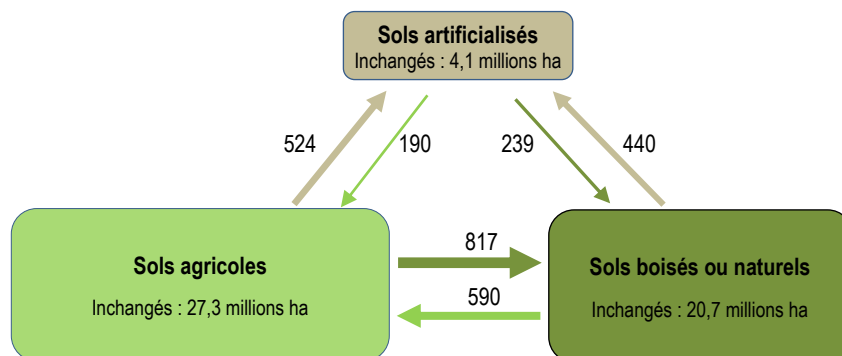 Sols artificialisés
Inchangés : 4,1 millions ha
524
190
239
440
Sols agricoles
Inchangés : 27,3 millions ha
817
590
Sols boisés ou naturels
Inchangés : 20,7 millions ha